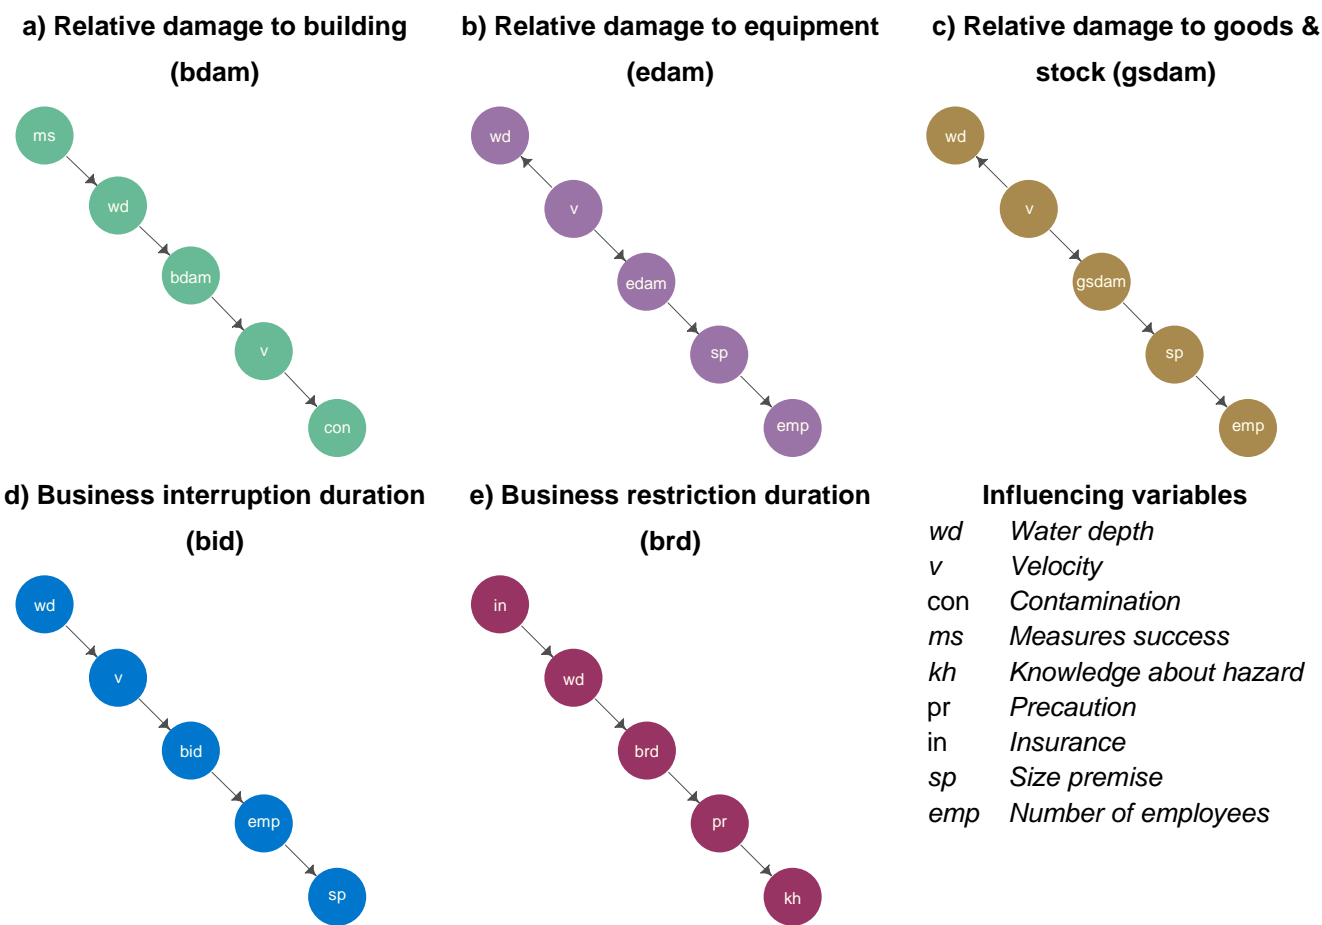 a) Relative damage to building
(bdam)
ms
wd
bdam
v
con
b) Relative damage to equipment
(edam)
wd
v
edam
sp
emp
c) Relative damage to goods &
stock (gsdam)
wd
v
gsdam
sp
emp
d) Business interruption duration
(bid)
wd
v
bid
emp
sp
e) Business restriction duration
(brd)
in
wd
brd
pr
kh
Influencing variables
wd Water depth
v Velocity
con Contamination
ms Measures success
kh Knowledge about hazard
pr Precaution
in Insurance
sp Size premise
emp Number of employees